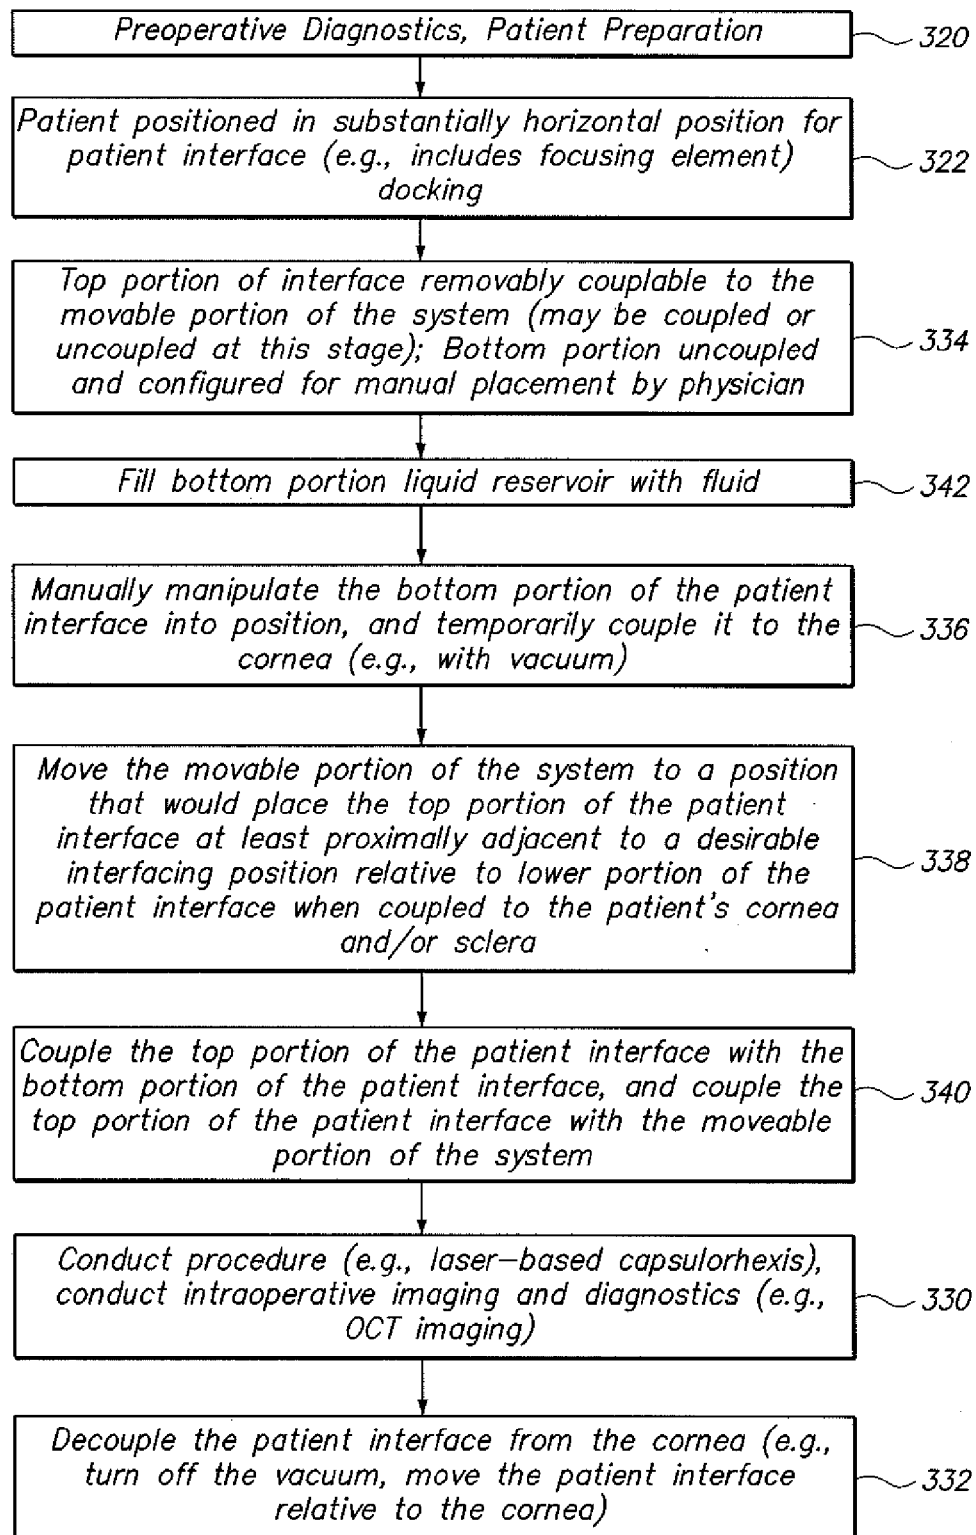 Preoperative Diagnostics, Patient Preparation
320
Patient positioned in substantially horizontal position for
patient interface (e.g., includes focusing element)
docking
322
Top portion of interface removably couplable to the
movable portion of the system (may be coupled or
uncoupled at this stage); Bottom portion uncoupled
and configured for manual placement by physician
334
Fill bottom portion liquid reservoir with fluid
342
Manually manipulate the bottom portion of the patient
interface into position, and temporarily couple it to the
cornea (e.g., with vacuum)
336
Move the movable portion of the system to a position
that would place the top portion of the patient
interface at least proximally adjacent to a desirable
interfacing position relative to lower portion of the
patient interface when coupled to the patient's cornea
and/or sclera
338
Couple the top portion of the patient interface with the
bottom portion of the patient interface, and couple the
top portion of the patient interface with the moveable
portion of the system
340
Conduct procedure (e.g., laser-based capsulorhexis),
conduct intraoperative imaging and diagnostics (e.g.,
OCT imaging)
330
Decouple the patient interface from the cornea (e.g.,
turn off the vacuum, move the patient interface
relative to the cornea)
332